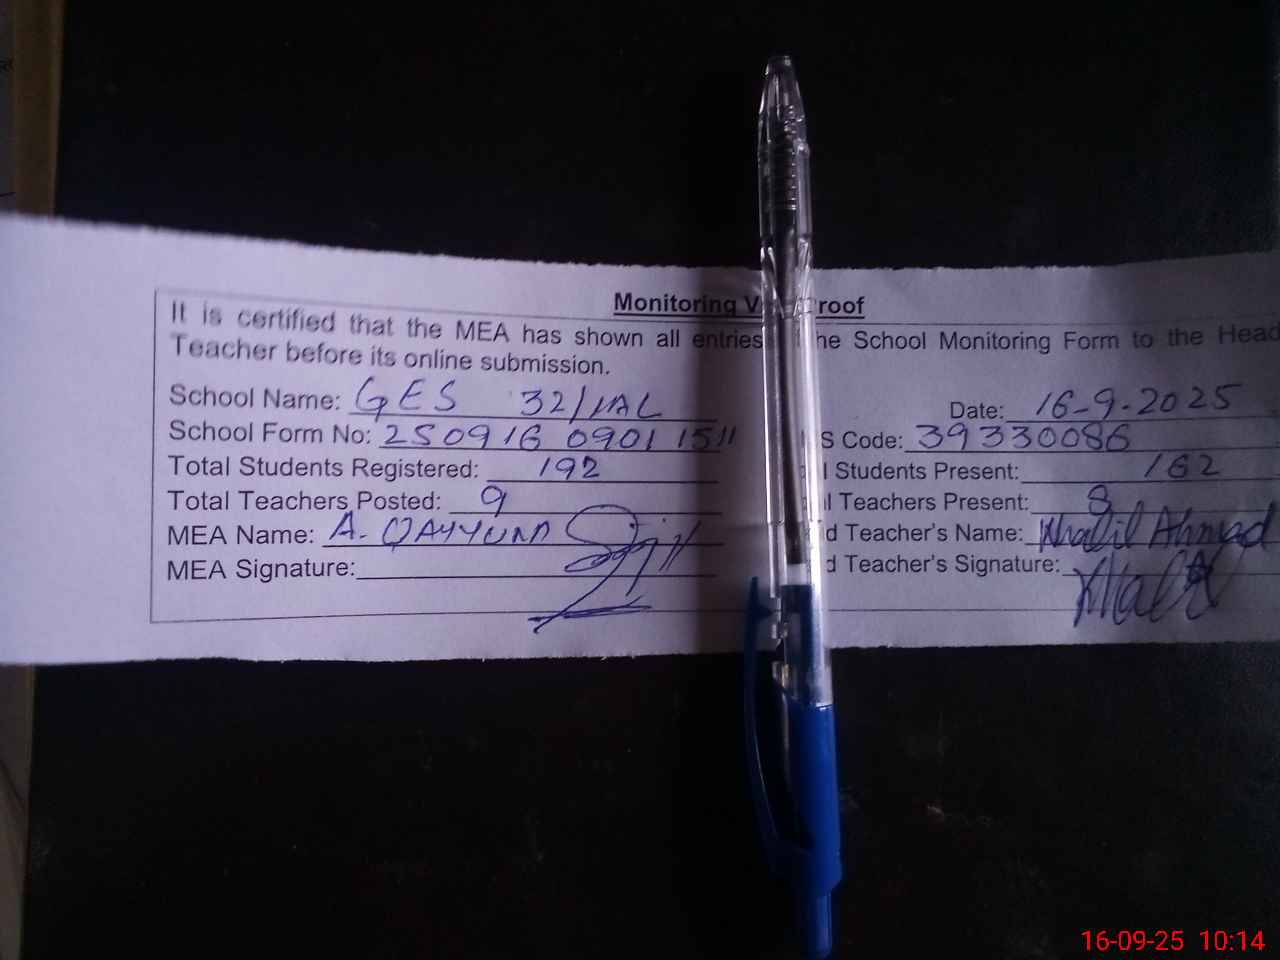 Monitoring V roof
It is certified that the MEA has shown all entries he School Monitoring Form to the Head
Teacher before its online submission.
School Name: GES 32/1AL Date: 16-9-2025
School Form No: 250916 0901 1511 S Code: 39330086
Total Students Registered: 192 l Students Present: 162
Total Teachers Posted: 9 l Teachers Present: 8
MEA Name: A. QAYYUM d Teacher's Name: Khalil Ahmad
MEA Signature: d Teacher's Signature:
16-09-25 10:14